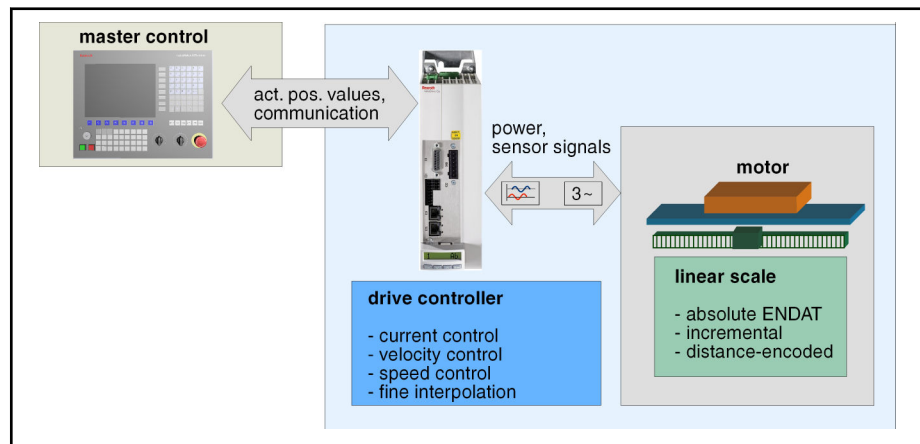 master control
act. pos. values,
communication
power,
sensor signals
3~
motor
linear scale
- absolute ENDAT
- incremental
- distance-encoded
drive controller
- current control
- velocity control
- speed control
- fine interpolation